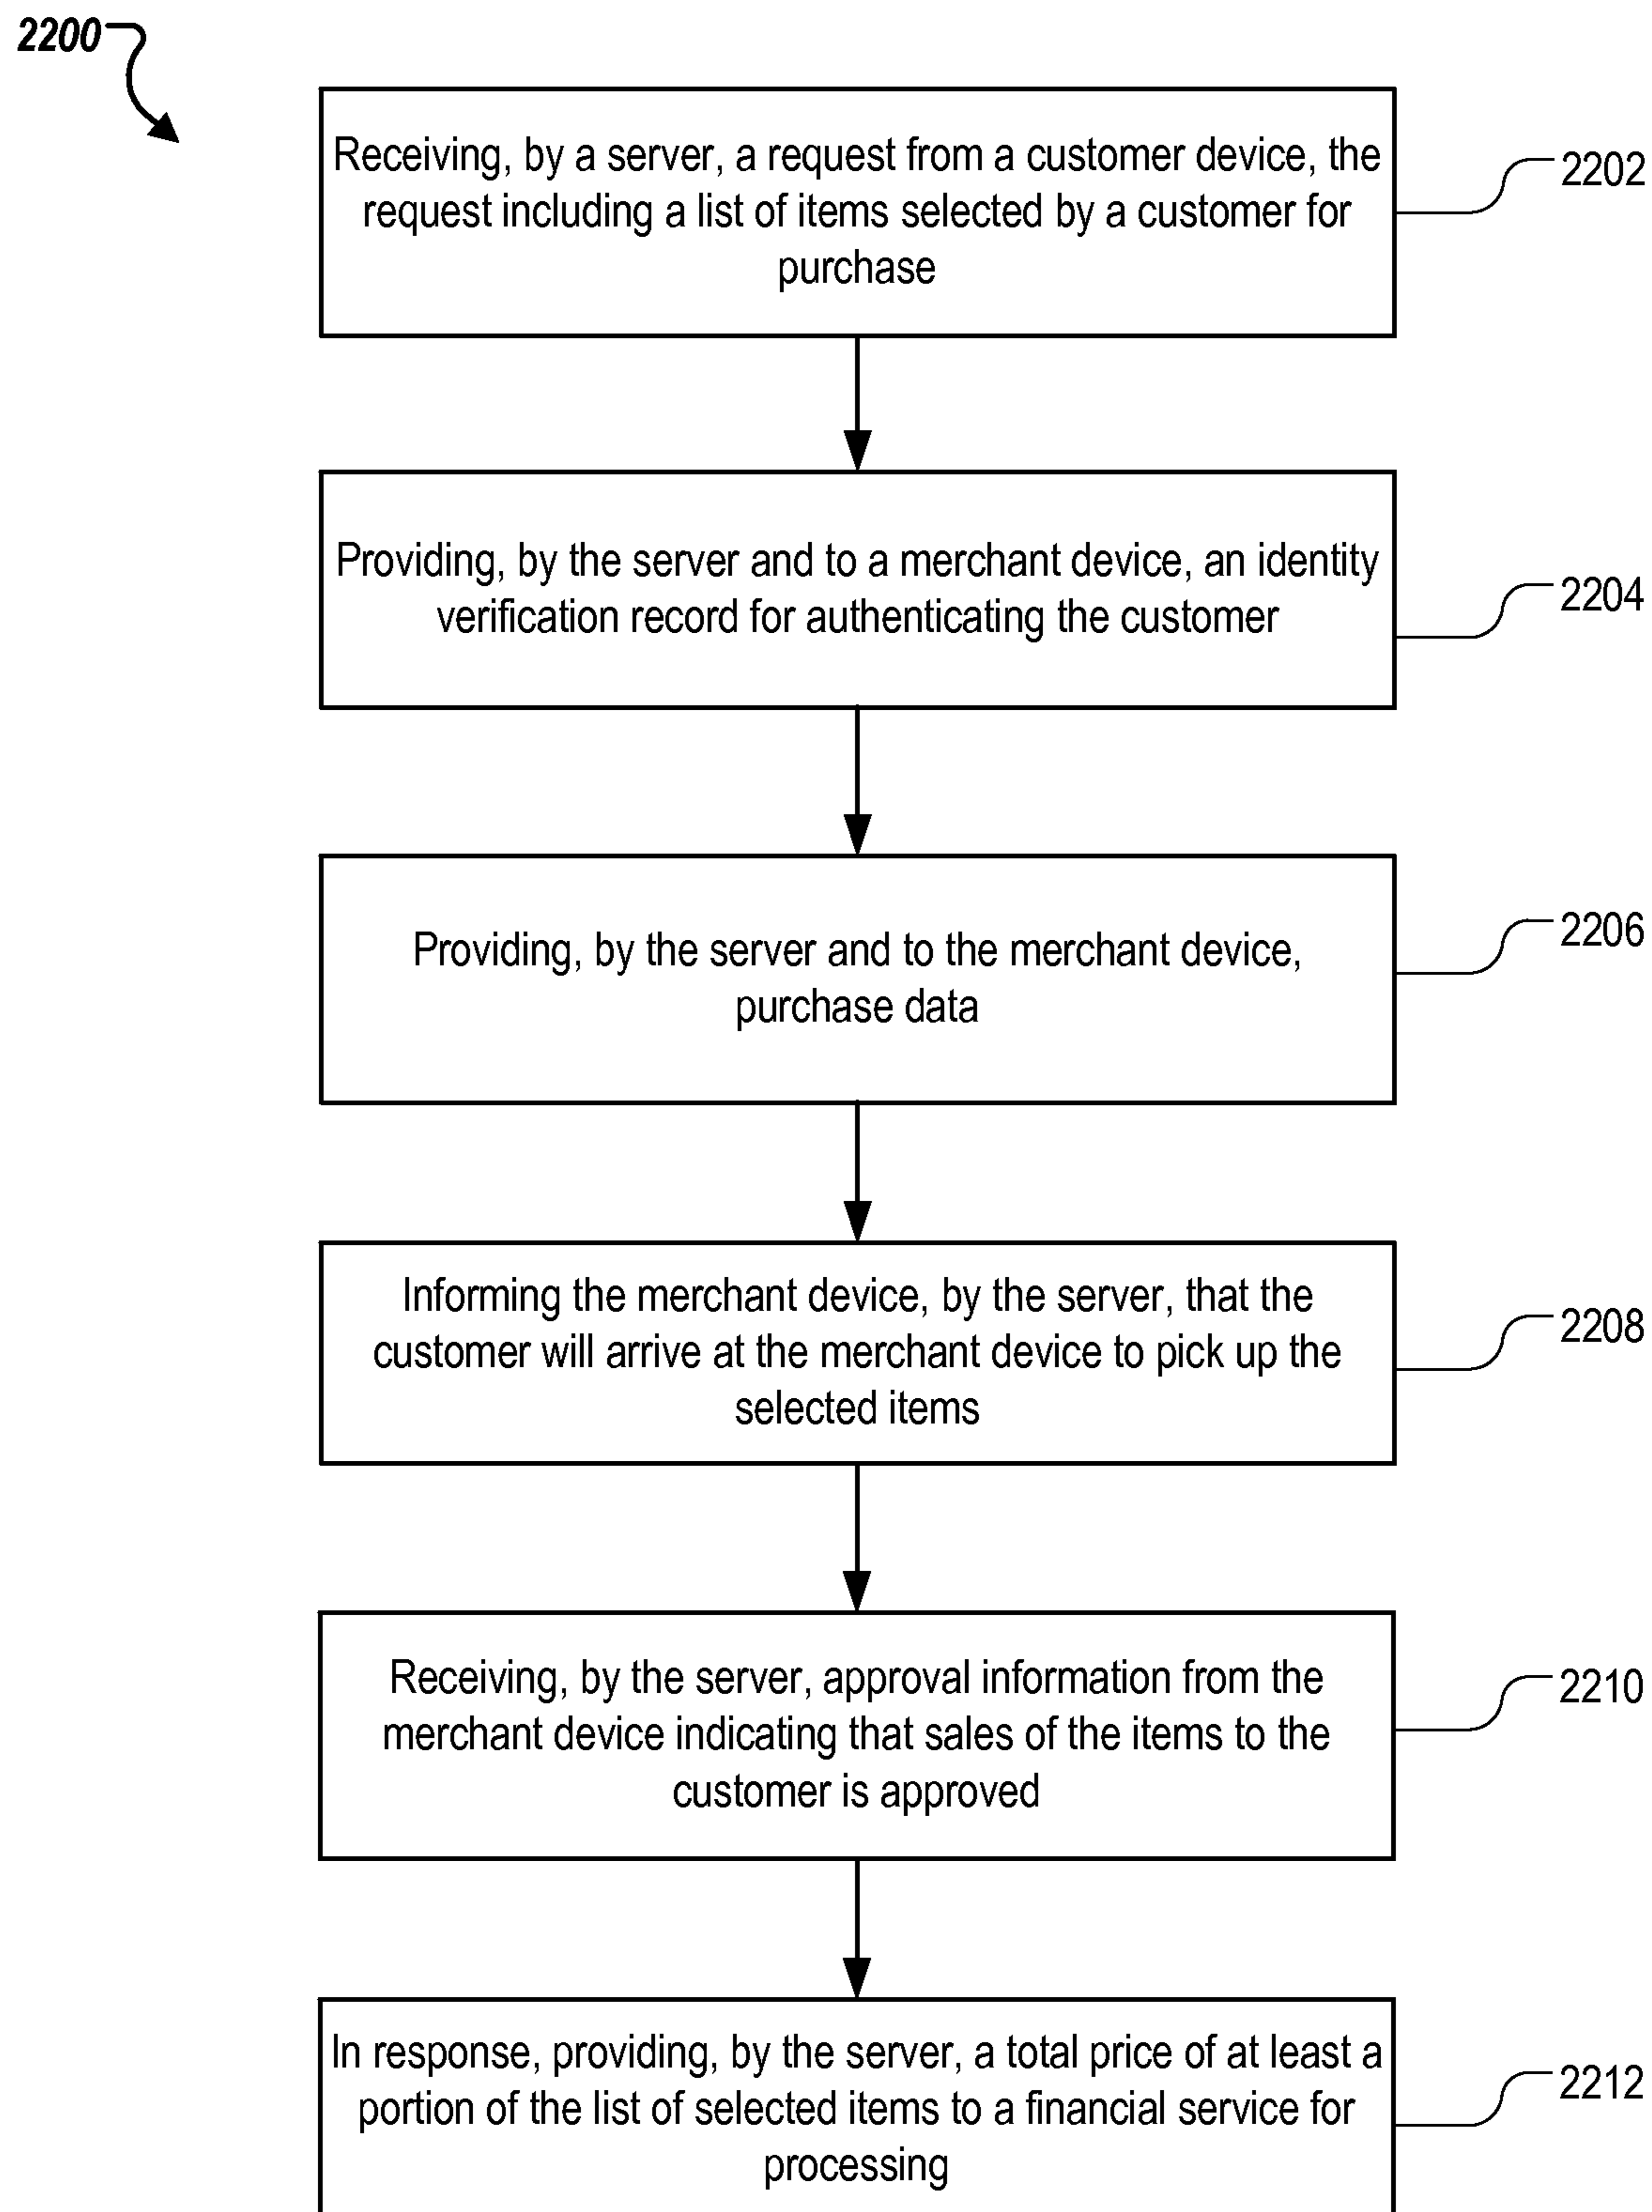 2200
Receiving, by a server, a request from a customer device, the
request including a list of items selected by a customer for
purchase
2202
Providing, by the server and to a merchant device, an identity
verification record for authenticating the customer
2204
Providing, by the server and to the merchant device,
purchase data
2206
Informing the merchant device, by the server, that the
customer will arrive at the merchant device to pick up the
selected items
2208
Receiving, by the server, approval information from the
merchant device indicating that sales of the items to the
customer is approved
2210
In response, providing, by the server, a total price of at least a
portion of the list of selected items to a financial service for
processing
2212